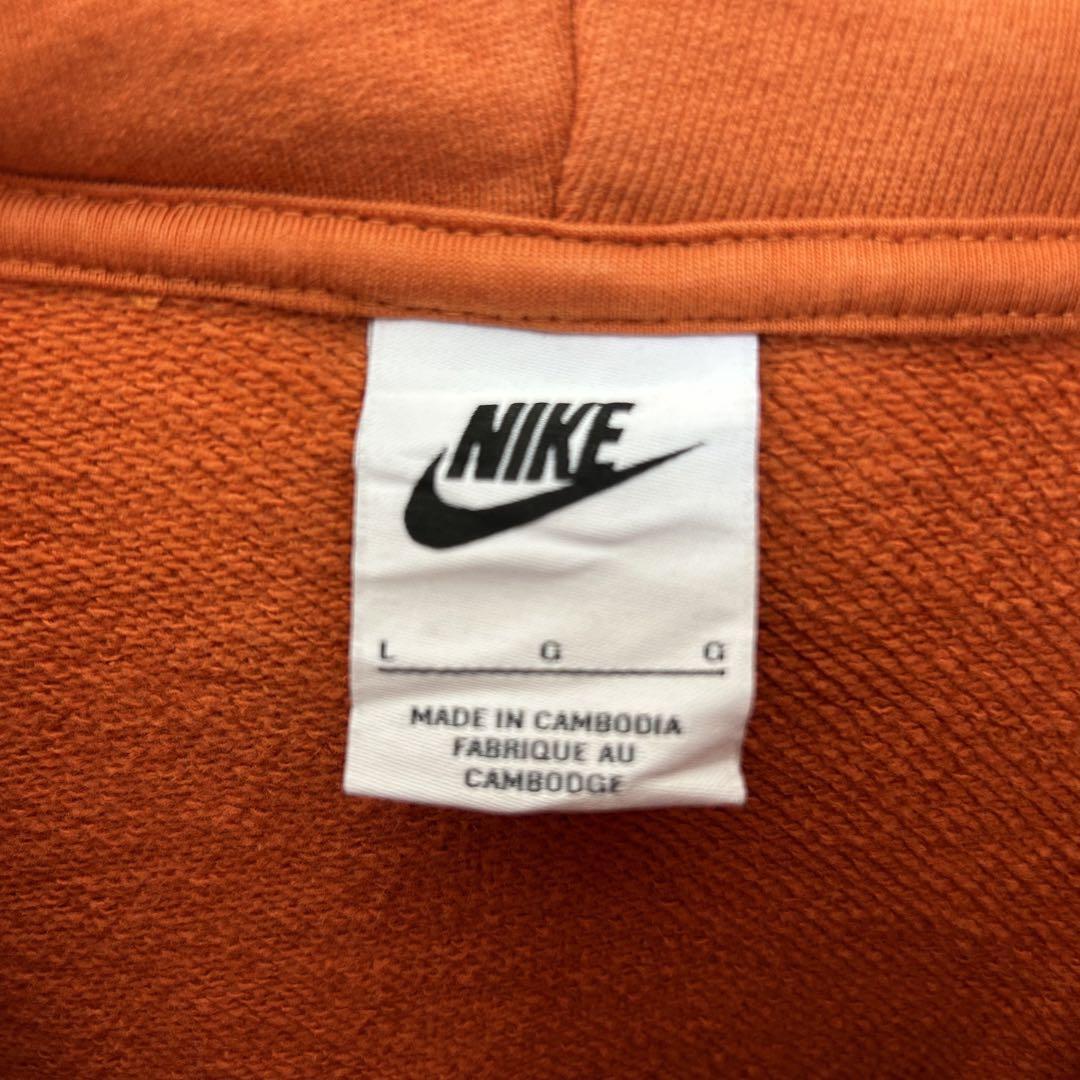 NIKE
L G G
MADE IN CAMBODIA
FABRIQUE AU
CAMBODGE